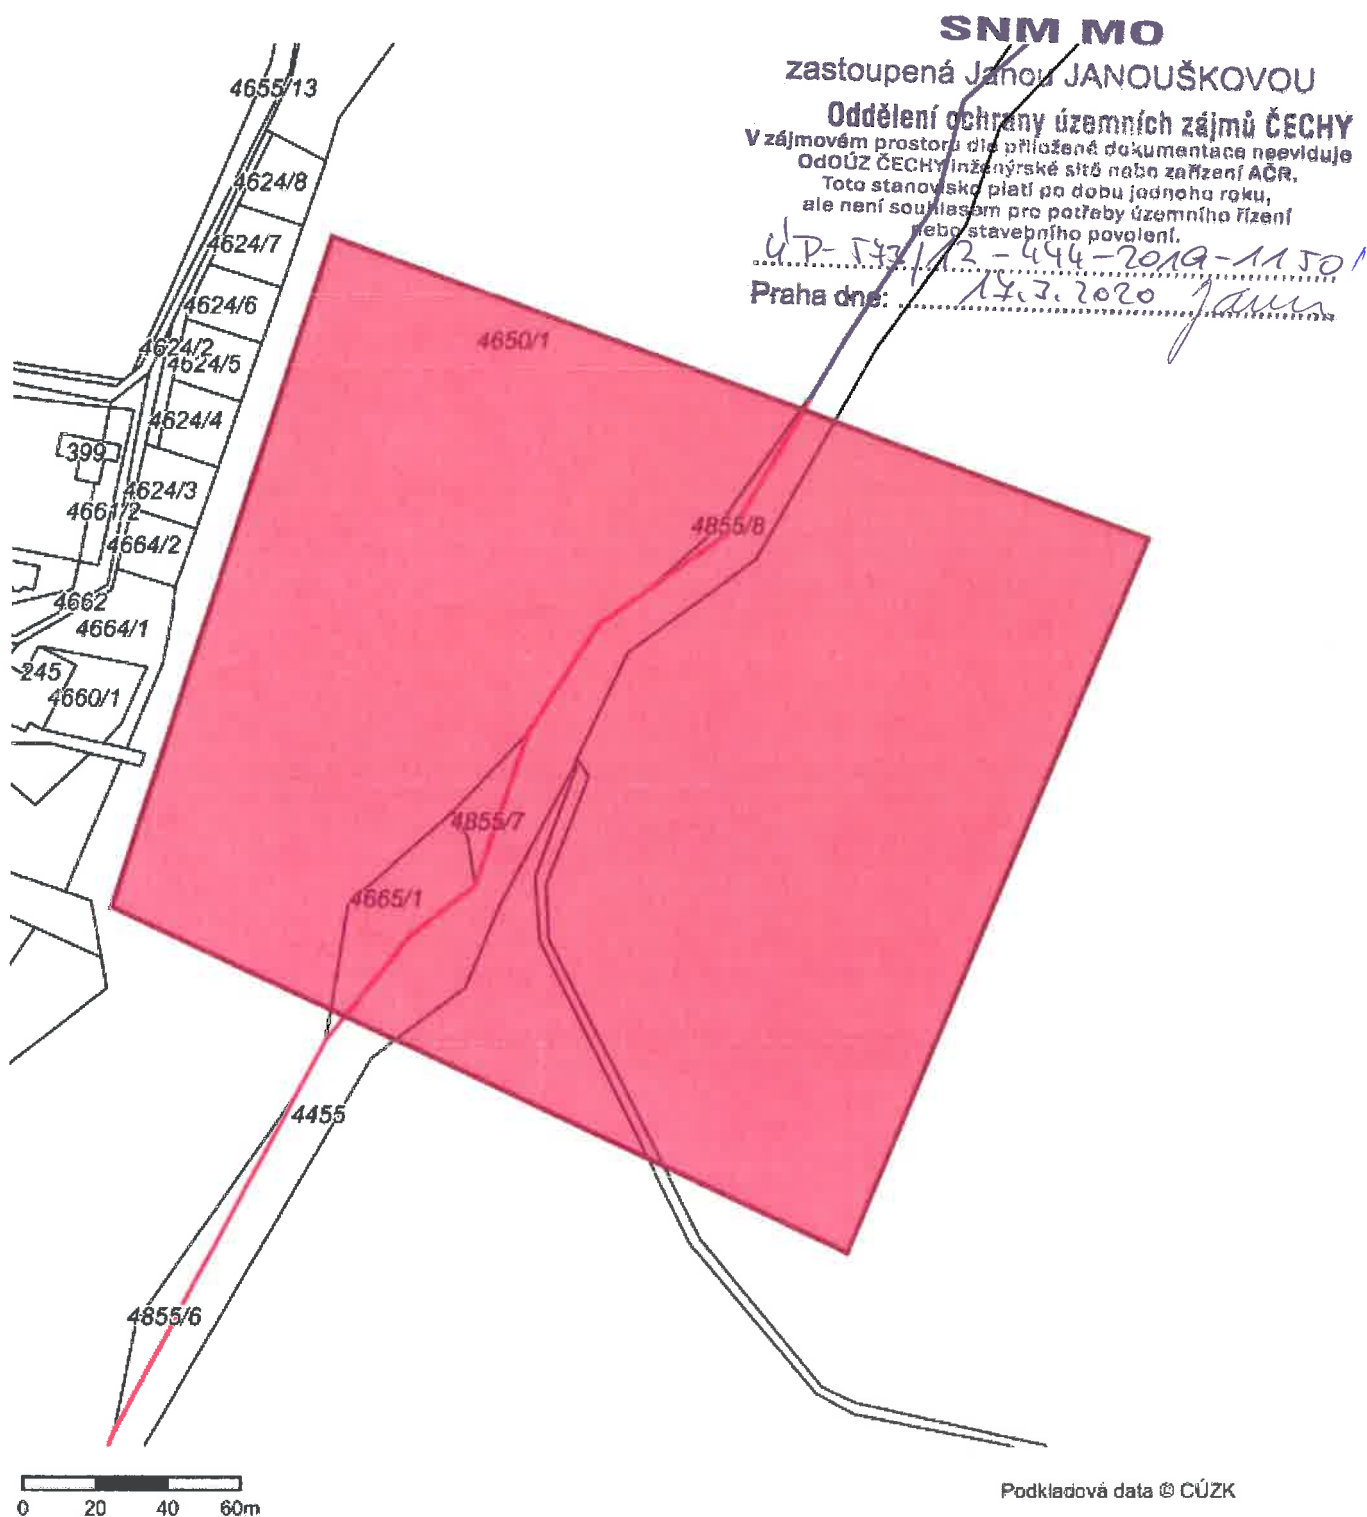 SNM MO
zastoupená Janou JANOUŠKOVOU
Oddělení ochrany územních zájmů ČECHY
V zájmovém prostoru dle přiložené dokumentace neeviduje
OdOÚZ ČECHY inženýrské sítě nebo zařízení AČR.
Toto stanovisko platí po dobu jednoho roku,
ale není souhlasem pro potřeby územního řízení
nebo stavebního povolení.
Praha dne:
4655/13
4624/8
4624/7
4624/6
4624/2
4624/5
4624/4
399
4624/3
4661/2
4664/2
4662
4664/1
245
4660/1
4650/1
4855/8
4855/7
4665/1
4455
4855/6
0 20 40 60m
Podkladová data © ČÚZK